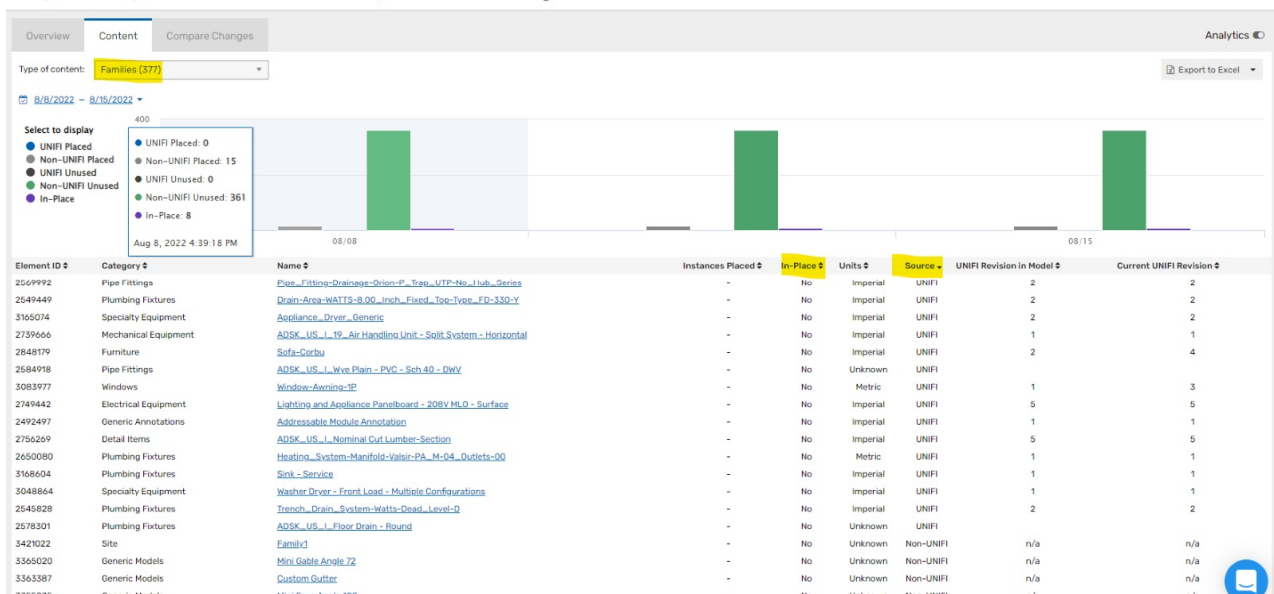 Overview Content Compare Changes Analytics
Type of content: Families (377) Export to Excel
8/8/2022 – 8/15/2022
400
Select to display
UNIFI Placed
Non-UNIFI Placed
UNIFI Unused
Non-UNIFI Unused
In-Place
UNIFI Placed: 0
Non-UNIFI Placed: 15
UNIFI Unused: 0
Non-UNIFI Unused: 361
In-Place: 8
Aug 8, 2022 4:39:18 PM
08/08 08/15
Element ID Category Name Instances Placed In-Place Units Source UNIFI Revision in Model Current UNIFI Revision
2569992 Pipe Fittings Pipe_Fitting-Drainage-Orion-P_Trap_UTP-No_Hub_Series - No Imperial UNIFI 2 2
2549449 Plumbing Fixtures Drain-Area-WATTS-8.00_Inch_Fixed_Top-Type_FD-330-Y - No Imperial UNIFI 2 2
3165074 Specialty Equipment Appliance_Dryer_Generic - No Imperial UNIFI 2 2
2739666 Mechanical Equipment ADSK_US_I_19_Air Handling Unit - Split System - Horizontal - No Imperial UNIFI 1 1
2848179 Furniture Sofa-Corbu - No Imperial UNIFI 2 4
2584918 Pipe Fittings ADSK_US_I_Wye Plain - PVC - Sch 40 - DWV - No Unknown UNIFI
3083977 Windows Window-Awning-1P - No Metric UNIFI 1 3
2749442 Electrical Equipment Lighting and Appliance Panelboard - 208V MLO - Surface - No Imperial UNIFI 5 5
2492497 Generic Annotations Addressable Module Annotation - No Imperial UNIFI 1 1
2756269 Detail Items ADSK_US_I_Nominal Cut Lumber-Section - No Imperial UNIFI 5 5
2650080 Plumbing Fixtures Heating_System-Manifold-Valsir-PA_M-04_Outlets-00 - No Metric UNIFI 1 1
3168604 Plumbing Fixtures Sink - Service - No Imperial UNIFI 1 1
3048864 Specialty Equipment Washer Dryer - Front Load - Multiple Configurations - No Imperial UNIFI 1 1
2545828 Plumbing Fixtures Trench_Drain_System-Watts-Dead_Level-D - No Imperial UNIFI 2 2
2578301 Plumbing Fixtures ADSK_US_I_Floor Drain - Round - No Unknown UNIFI
3421022 Site Family1 - No Unknown Non-UNIFI n/a n/a
3365020 Generic Models Mini Gable Angle 72 - No Unknown Non-UNIFI n/a n/a
3363387 Generic Models Custom Gutter - No Unknown Non-UNIFI n/a n/a